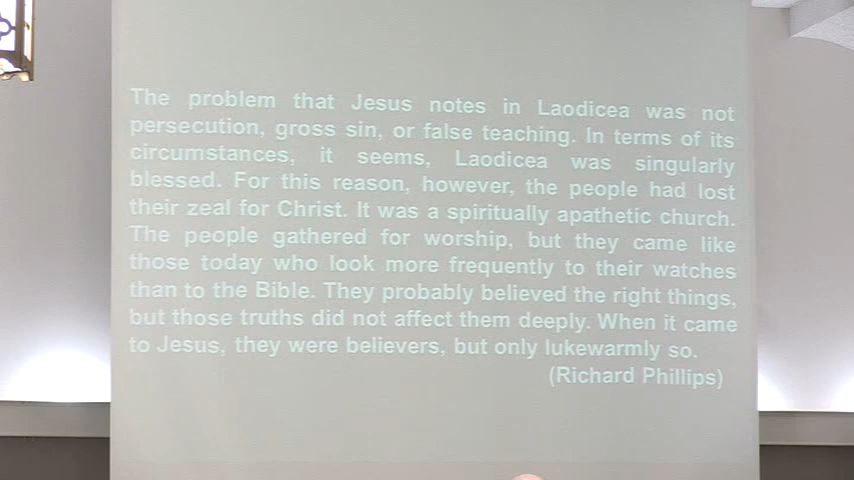 The problem that Jesus notes in Laodicea was not
persecution, gross sin, or false teaching. In terms of its
circumstances, it seems, Laodicea was singularly
blessed. For this reason, however, the people had lost
their zeal for Christ. It was a spiritually apathetic church.
The people gathered for worship, but they came like
those today who look more frequently to their watches
than to the Bible. They probably believed the right things,
but those truths did not affect them deeply. When it came
to Jesus, they were believers, but only lukewarmly so.
(Richard Phillips)